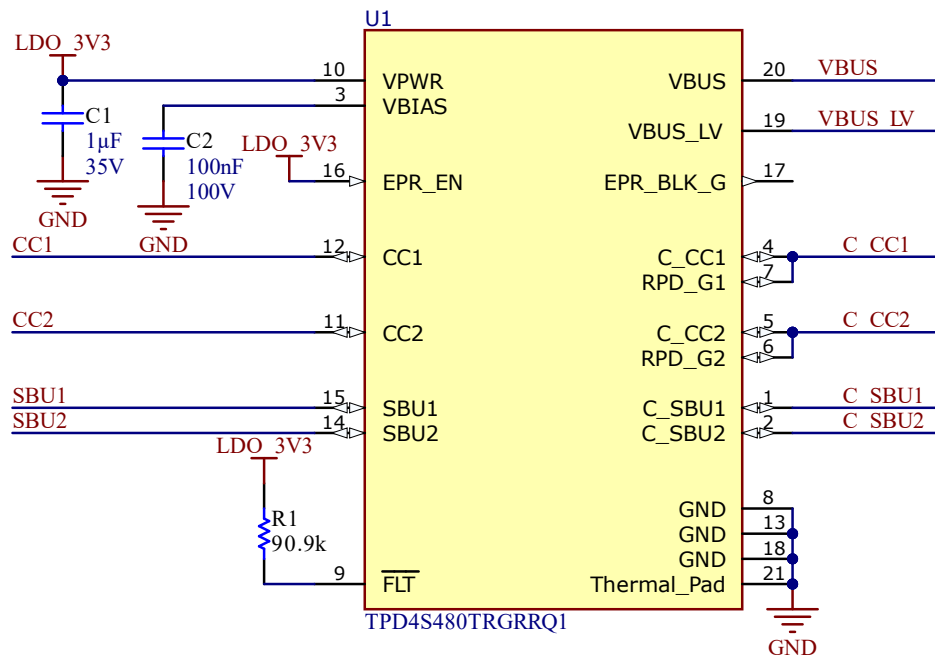 U1
LDO_3V3
10 VPWR
VBUS 20 VBUS
3 VBIAS
C1
1µF
35V
GND
C2
100nF
100V
GND
VBUS_LV 19 VBUS_LV
LDO_3V3
16 EPR_EN
EPR_BLK_G 17
CC1 12 CC1
C_CC1 4 C_CC1
RPD_G1 7
CC2 11 CC2
C_CC2 5 C_CC2
RPD_G2 6
SBU1 15 SBU1
C_SBU1 1 C_SBU1
SBU2 14 SBU2
C_SBU2 2 C_SBU2
LDO_3V3
R1
90.9k
GND 8
GND 13
GND 18
9 FLT
Thermal_Pad 21
TPD4S480TRGRRQ1
GND